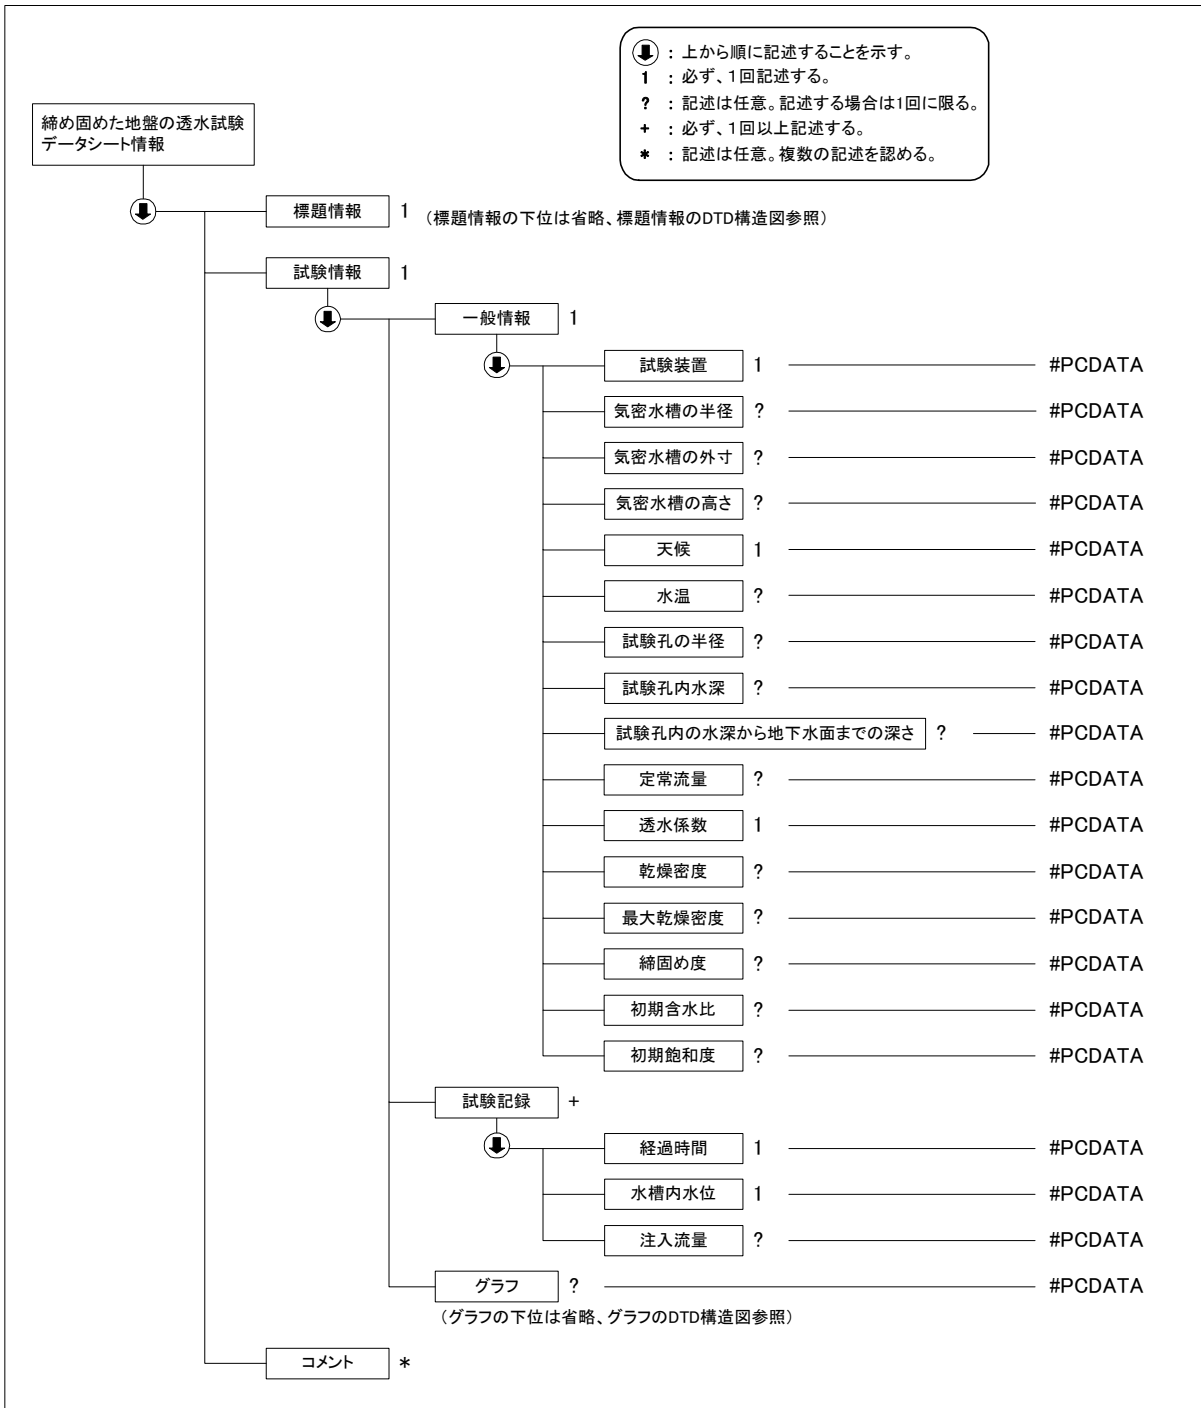 : 上から順に記述することを示す。
1 : 必ず、1回記述する。
? : 記述は任意。記述する場合は1回に限る。
+ : 必ず、1回以上記述する。
* : 記述は任意。複数の記述を認める。
締め固めた地盤の透水試験
データシート情報
標題情報 1 (標題情報の下位は省略、標題情報のDTD構造図参照)
試験情報 1
一般情報 1
試験装置 1 #PCDATA
気密水槽の半径 ? #PCDATA
気密水槽の外寸 ? #PCDATA
気密水槽の高さ ? #PCDATA
天候 1 #PCDATA
水温 ? #PCDATA
試験孔の半径 ? #PCDATA
試験孔内水深 ? #PCDATA
試験孔内の水深から地下水面までの深さ ? #PCDATA
定常流量 ? #PCDATA
透水係数 1 #PCDATA
乾燥密度 ? #PCDATA
最大乾燥密度 ? #PCDATA
締固め度 ? #PCDATA
初期含水比 ? #PCDATA
初期飽和度 ? #PCDATA
試験記録 +
経過時間 1 #PCDATA
水槽内水位 1 #PCDATA
注入流量 ? #PCDATA
グラフ ? #PCDATA
(グラフの下位は省略、グラフのDTD構造図参照)
コメント *